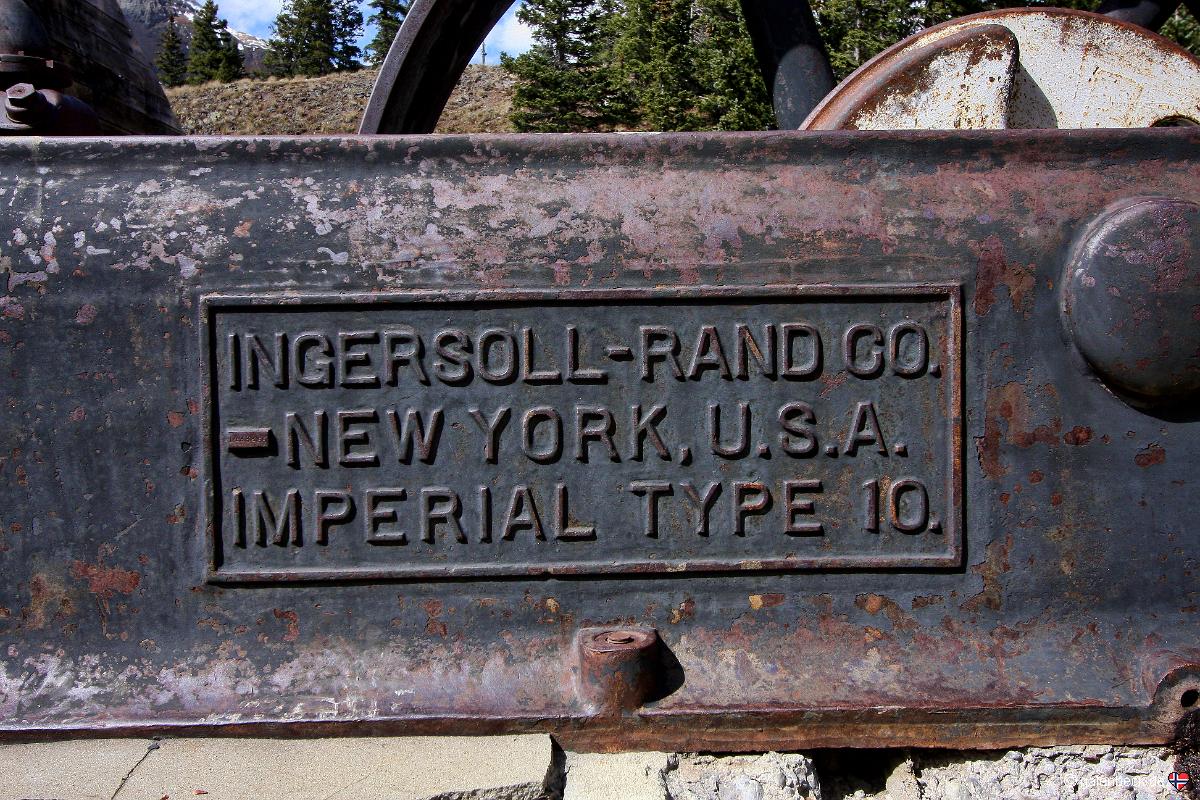 INGERSOLL-RAND CO.
-NEW YORK, U.S.A.
IMPERIAL TYPE 10.